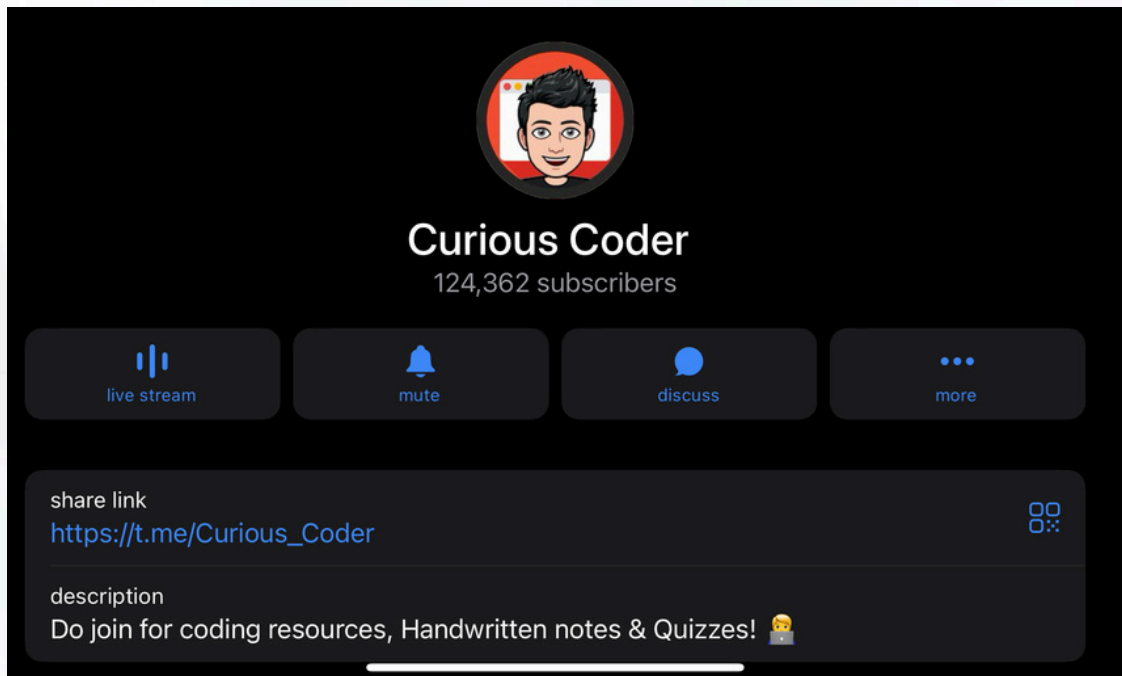 Curious Coder
124,362 subscribers
live stream
mute
discuss
more
share link
https://t.me/Curious_Coder
description
Do join for coding resources, Handwritten notes & Quizzes! 🧑‍💻